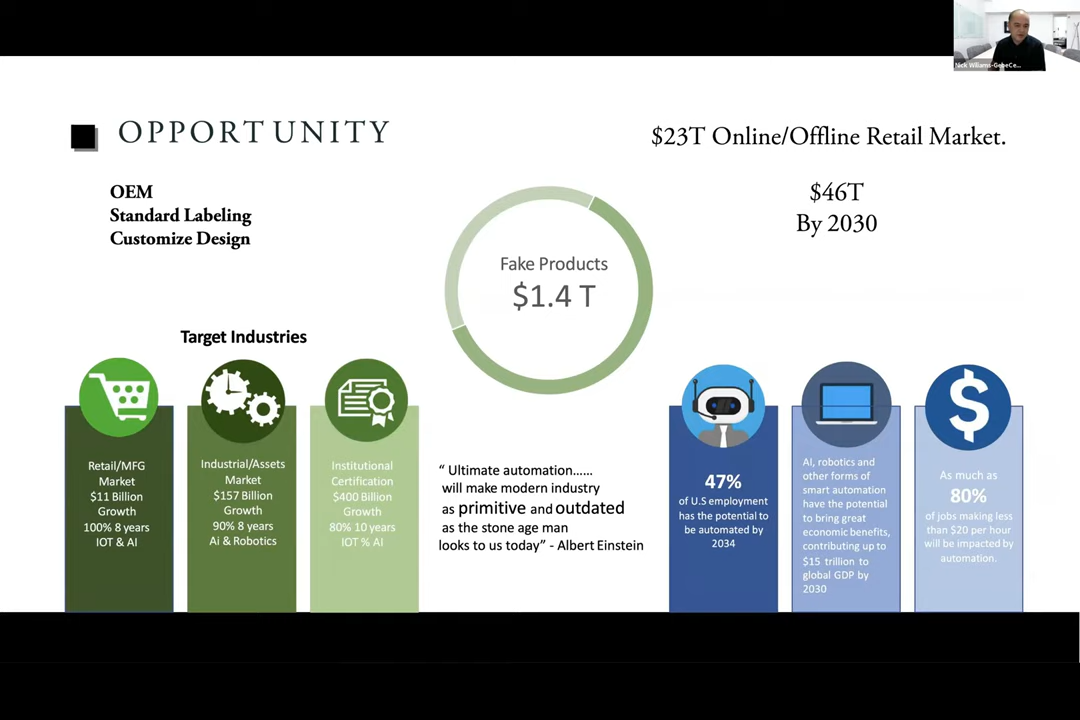 OPPORTUNITY
$23T Online/Offline Retail Market.
$46T
By 2030
OEM
Standard Labeling
Customize Design
Fake Products
$1.4 T
Target Industries
Retail/MFG
Market
$11 Billion
Growth
100% 8 years
IOT & AI
Industrial/Assets
Market
$157 Billion
Growth
90% 8 years
Ai & Robotics
Institutional
Certification
$400 Billion
Growth
80% 10 years
IOT % AI
“ Ultimate automation……
will make modern industry
as primitive and outdated
as the stone age man
looks to us today” - Albert Einstein
47%
of U.S employment
has the potential to
be automated by
2034
AI, robotics and
other forms of
smart automation
have the potential
to bring great
economic benefits,
contributing up to
$15 trillion to
global GDP by
2030
As much as
80%
of jobs making less
than $20 per hour
will be impacted by
automation.